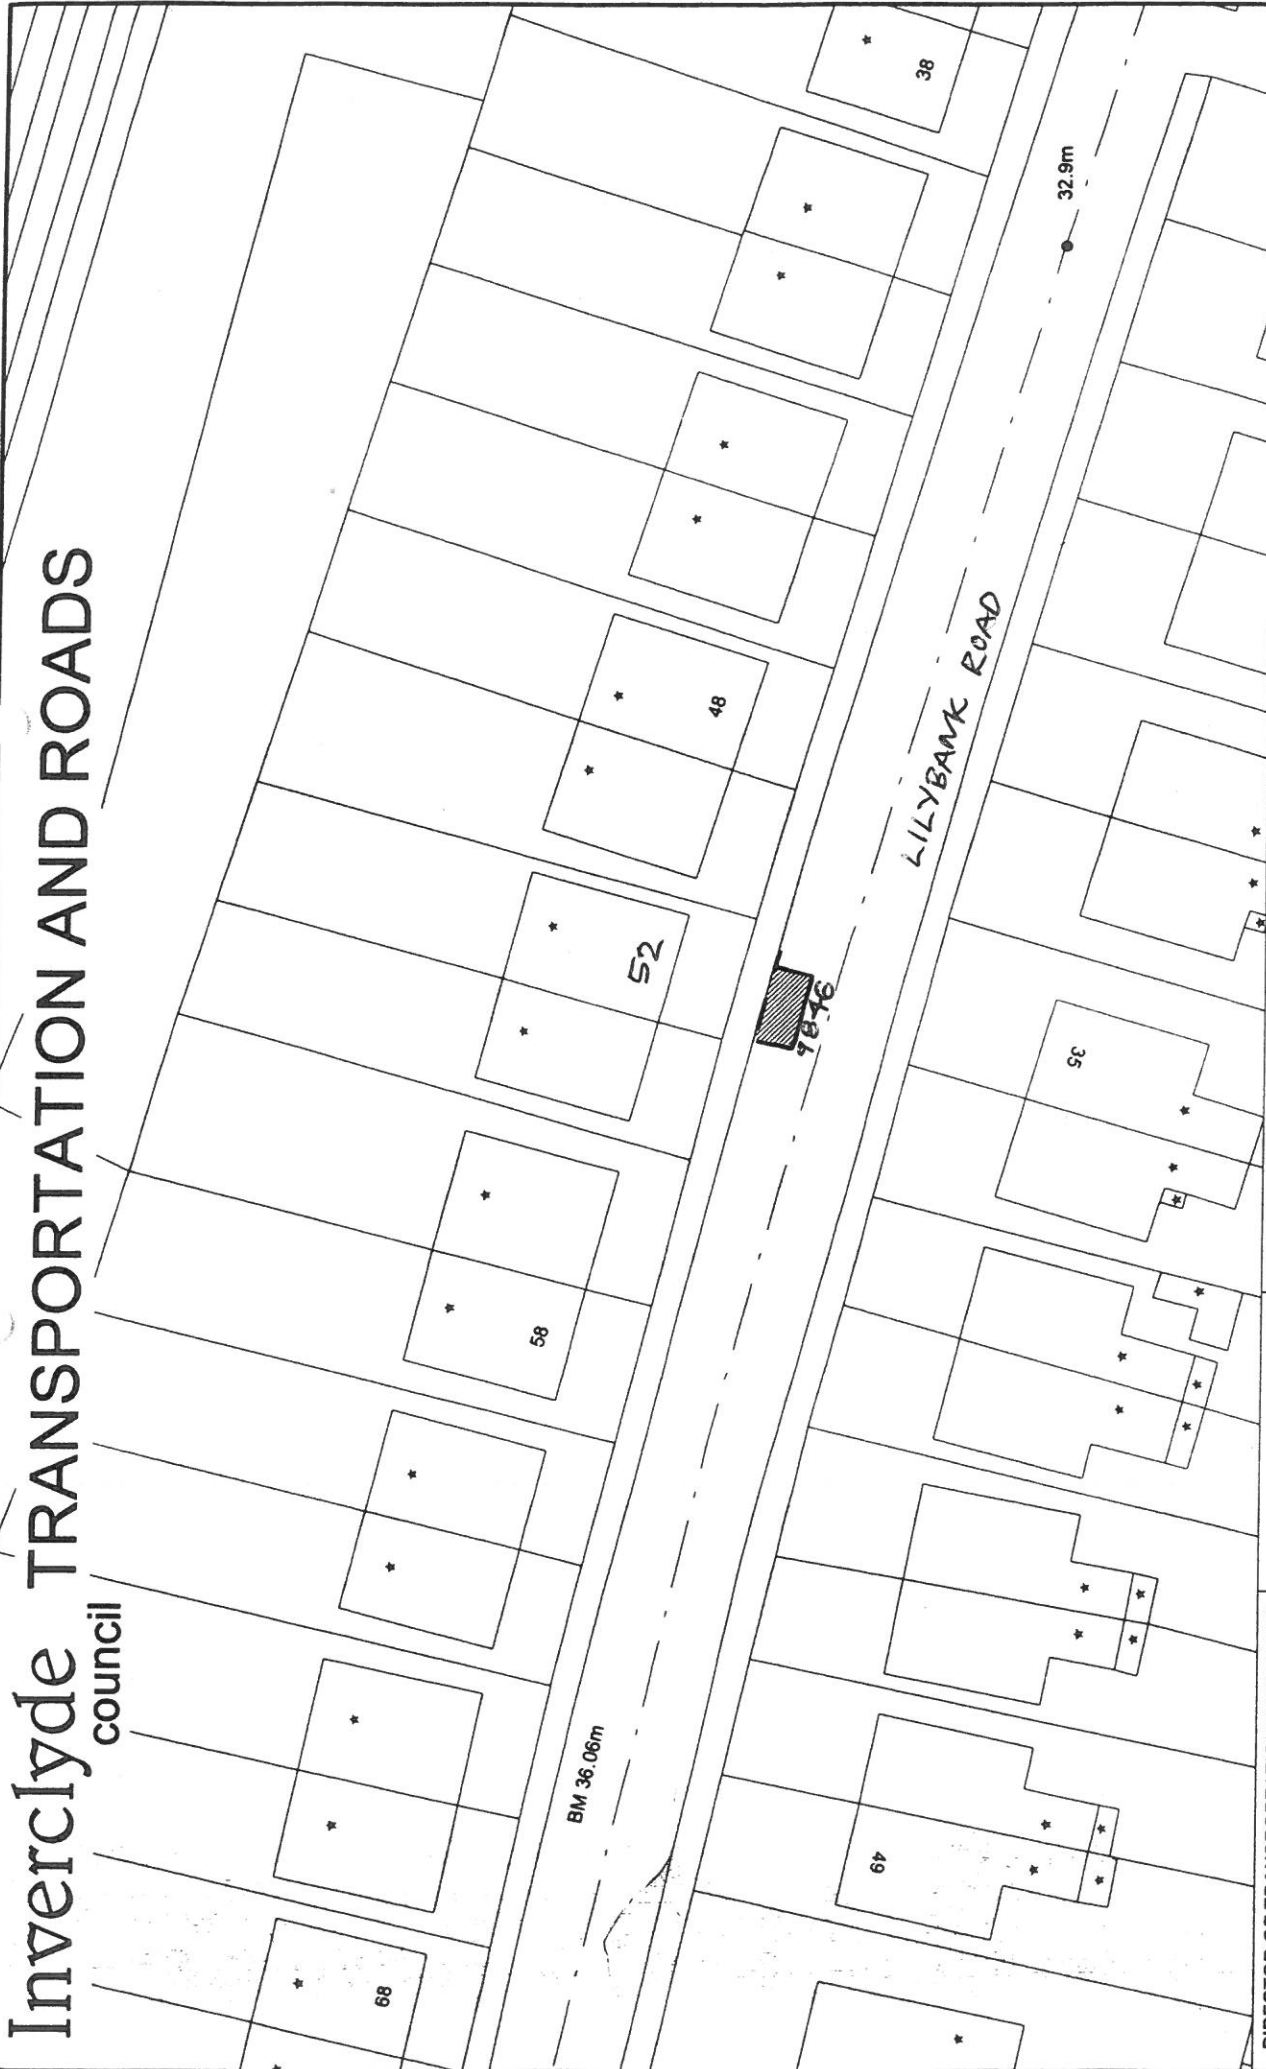 Inverclyde
council
TRANSPORTATION AND ROADS
38
32.9m
48
LILYBANK ROAD
52
9846
35
58
BM 36.06m
49
68